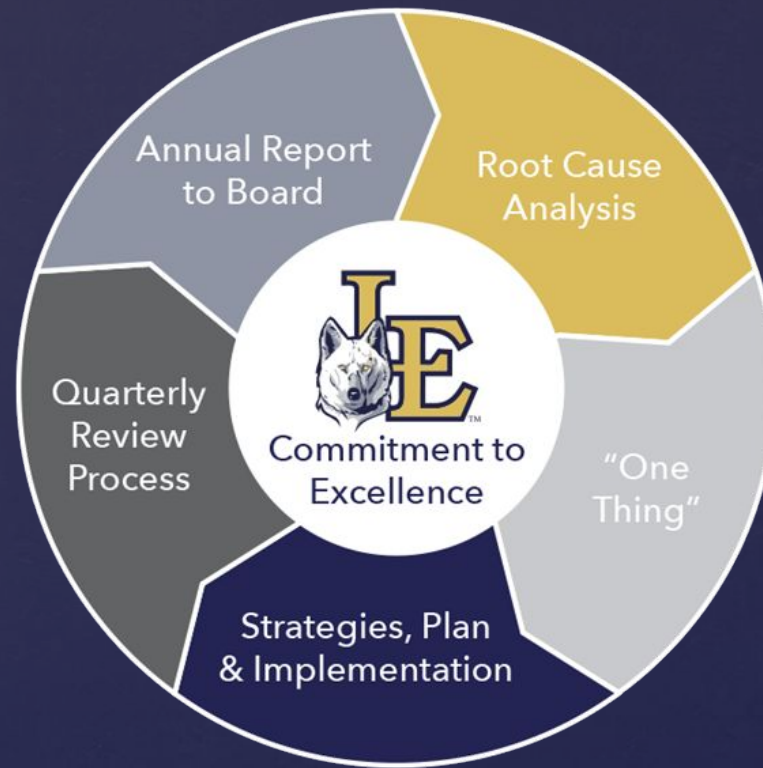 Annual Report
to Board
Root Cause
Analysis
"One
Thing"
Strategies, Plan
& Implementation
Quarterly
Review
Process
LE
TM
Commitment to
Excellence